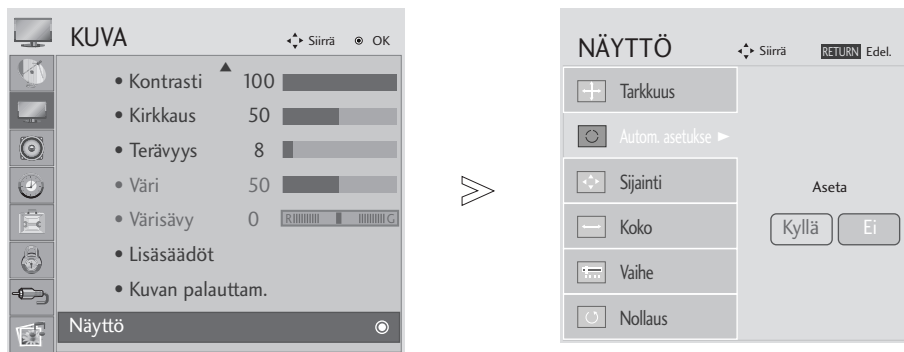 KUVA
Siirrä OK
• Kontrasti 100
• Kirkkaus 50
• Terävyys 8
• Väri 50
• Värisävy 0 R G
• Lisäsäädöt
• Kuvan palauttam.
Näyttö
NÄYTTÖ
Siirrä RETURN Edel.
Tarkkuus
Autom. asetukse ►
Sijainti
Koko
Vaihe
Nollaus
Aseta
Kyllä Ei